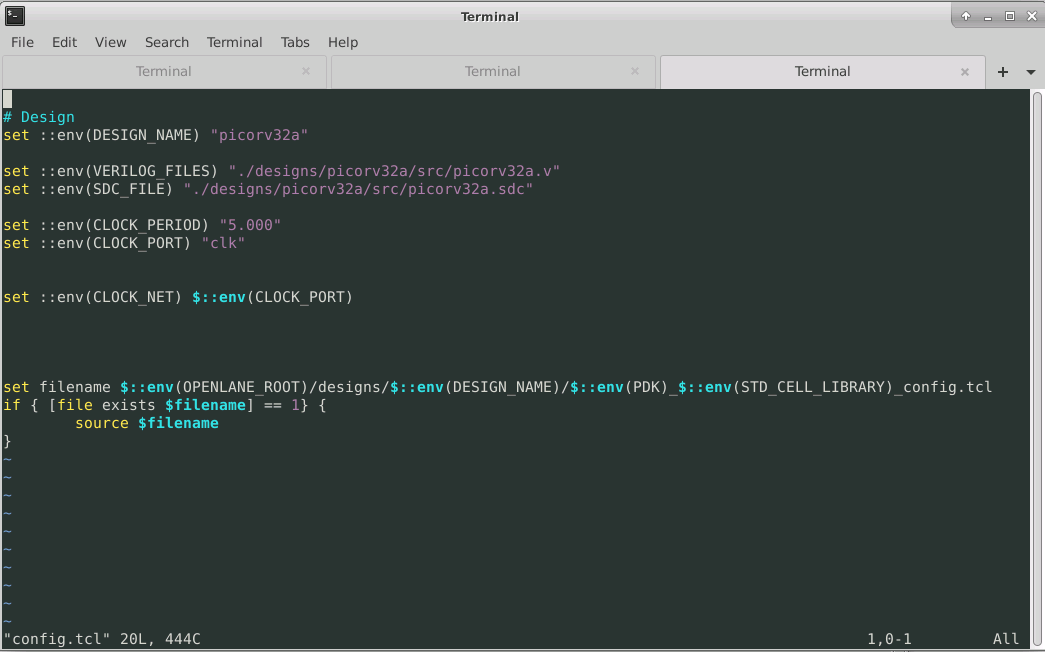 Terminal
File Edit View Search Terminal Tabs Help
Terminal Terminal Terminal
# Design
set ::env(DESIGN_NAME) "picorv32a"
set ::env(VERILOG_FILES) "./designs/picorv32a/src/picorv32a.v"
set ::env(SDC_FILE) "./designs/picorv32a/src/picorv32a.sdc"
set ::env(CLOCK_PERIOD) "5.000"
set ::env(CLOCK_PORT) "clk"
set ::env(CLOCK_NET) $::env(CLOCK_PORT)
set filename $::env(OPENLANE_ROOT)/designs/$::env(DESIGN_NAME)/$::env(PDK)_$::env(STD_CELL_LIBRARY)_config.tcl
if { [file exists $filename] == 1} {
        source $filename
}
~
~
~
~
~
~
~
~
~
~
"config.tcl" 20L, 444C 1,0-1 All